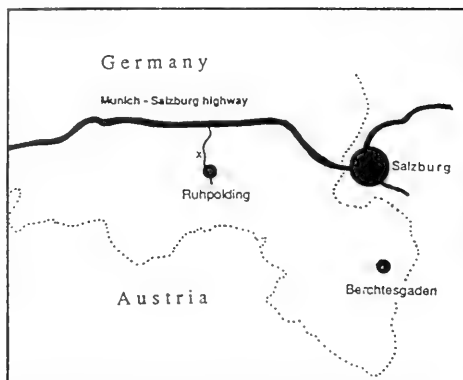 Germany
Munich - Salzburg highway
x
Salzburg
Ruhpolding
Berchtesgaden
Austria